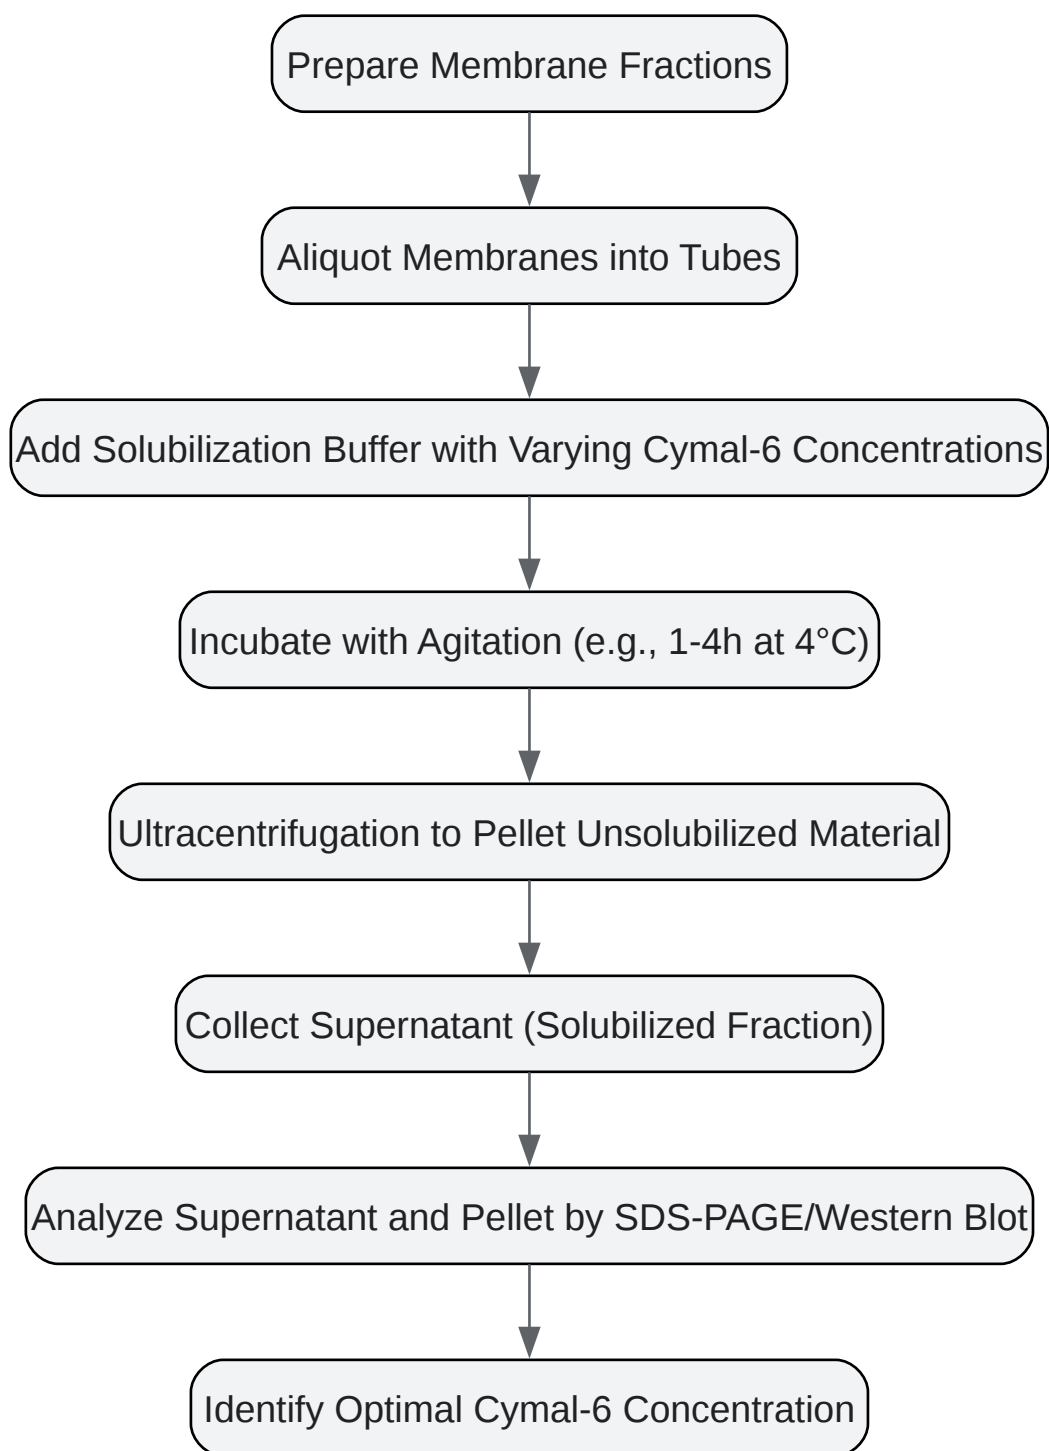 Prepare Membrane Fractions
Aliquot Membranes into Tubes
Add Solubilization Buffer with Varying Cymal-6 Concentrations
Incubate with Agitation (e.g., 1-4h at 4°C)
Ultracentrifugation to Pellet Unsolubilized Material
Collect Supernatant (Solubilized Fraction)
Analyze Supernatant and Pellet by SDS-PAGE/Western Blot
Identify Optimal Cymal-6 Concentration